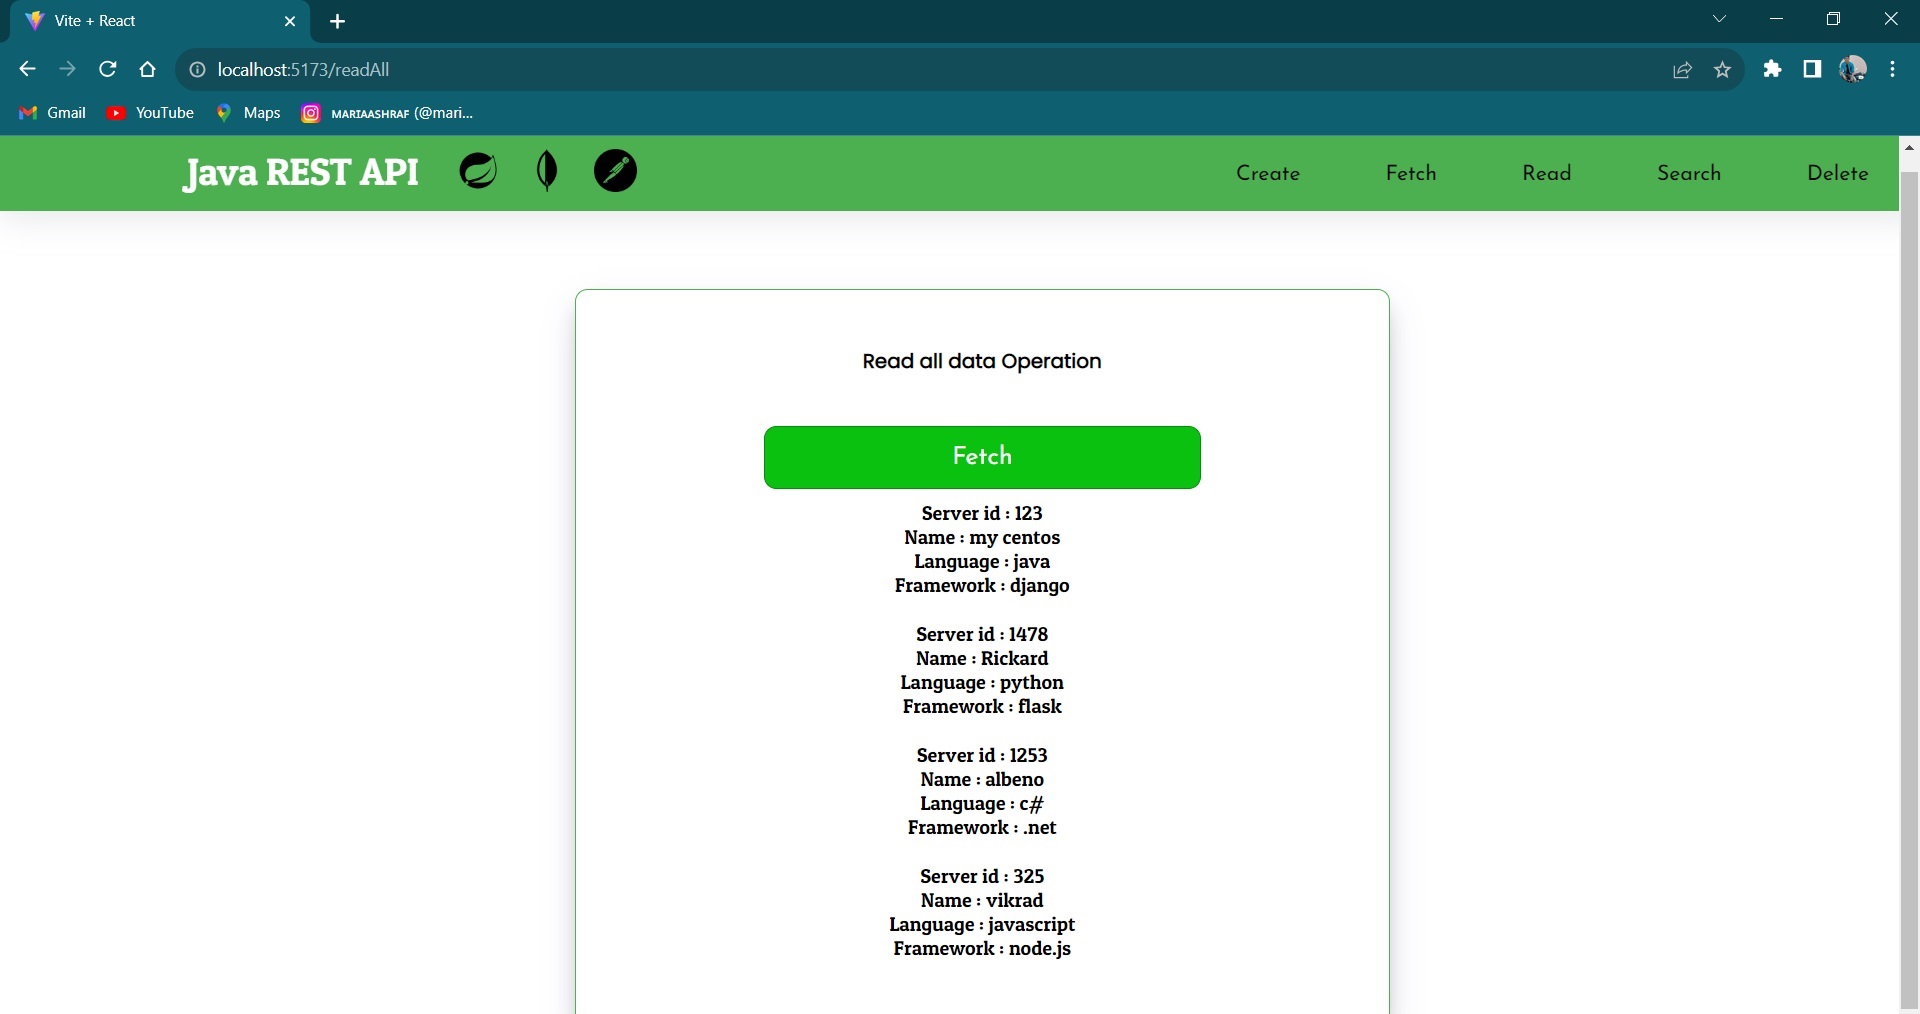 Vite + React
localhost:5173/readAll
Gmail YouTube Maps MARIAASHRAF (@mari...
Java REST API Create Fetch Read Search Delete
Read all data Operation
Fetch
Server id : 123
Name : my centos
Language : java
Framework : django
Server id : 1478
Name : Rickard
Language : python
Framework : flask
Server id : 1253
Name : albeno
Language : c#
Framework : .net
Server id : 325
Name : vikrad
Language : javascript
Framework : node.js